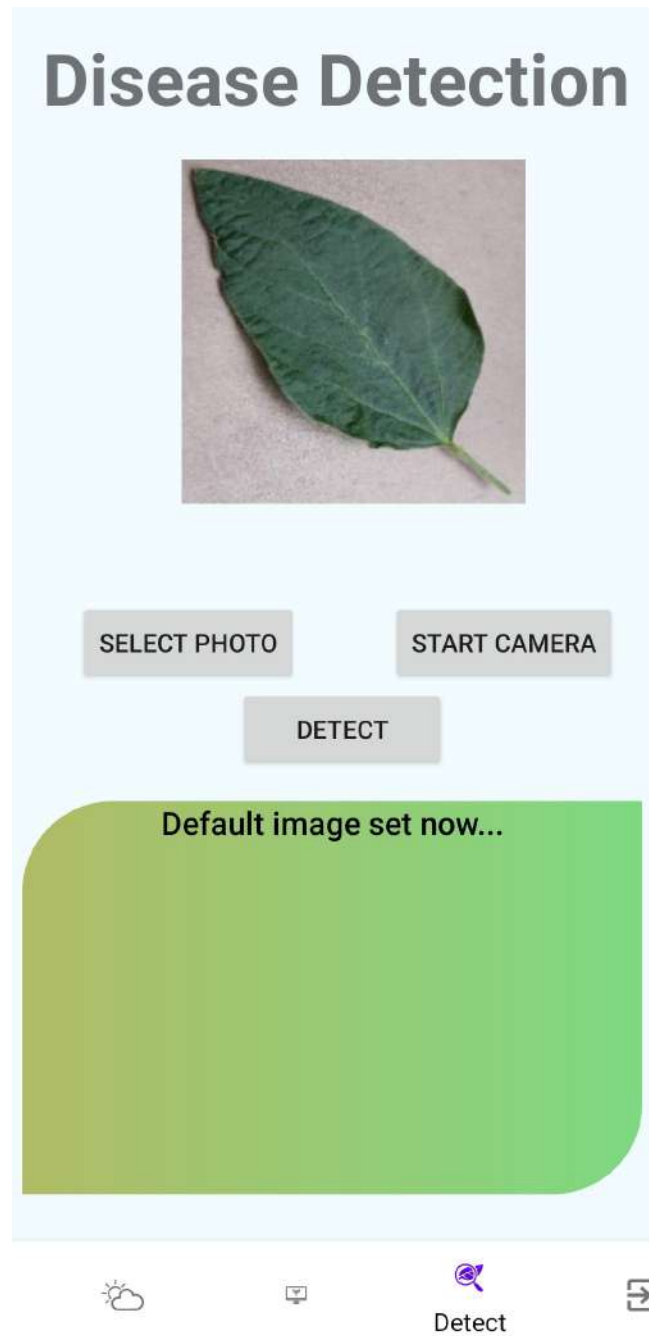 Disease Detection
SELECT PHOTO
START CAMERA
DETECT
Default image set now...
Detect